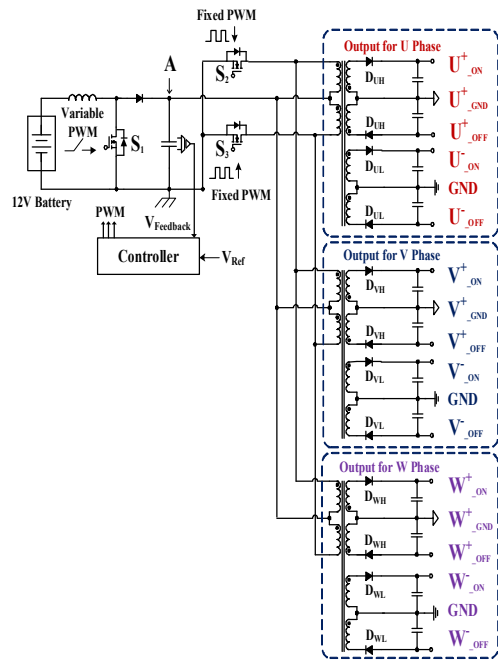 Fixed PWM
S2
A
Variable
PWM
S1
12V Battery
S3
Fixed PWM
PWM
VFeedback
Controller
VRef
Output for U Phase
DUH
DUH
DUL
DUL
U+_ON
U+_GND
U+_OFF
U-_ON
GND
U-_OFF
Output for V Phase
DVH
DVH
DVL
DVL
V+_ON
V+_GND
V+_OFF
V-_ON
GND
V-_OFF
Output for W Phase
DWH
DWH
DWL
DWL
W+_ON
W+_GND
W+_OFF
W-_ON
GND
W-_OFF